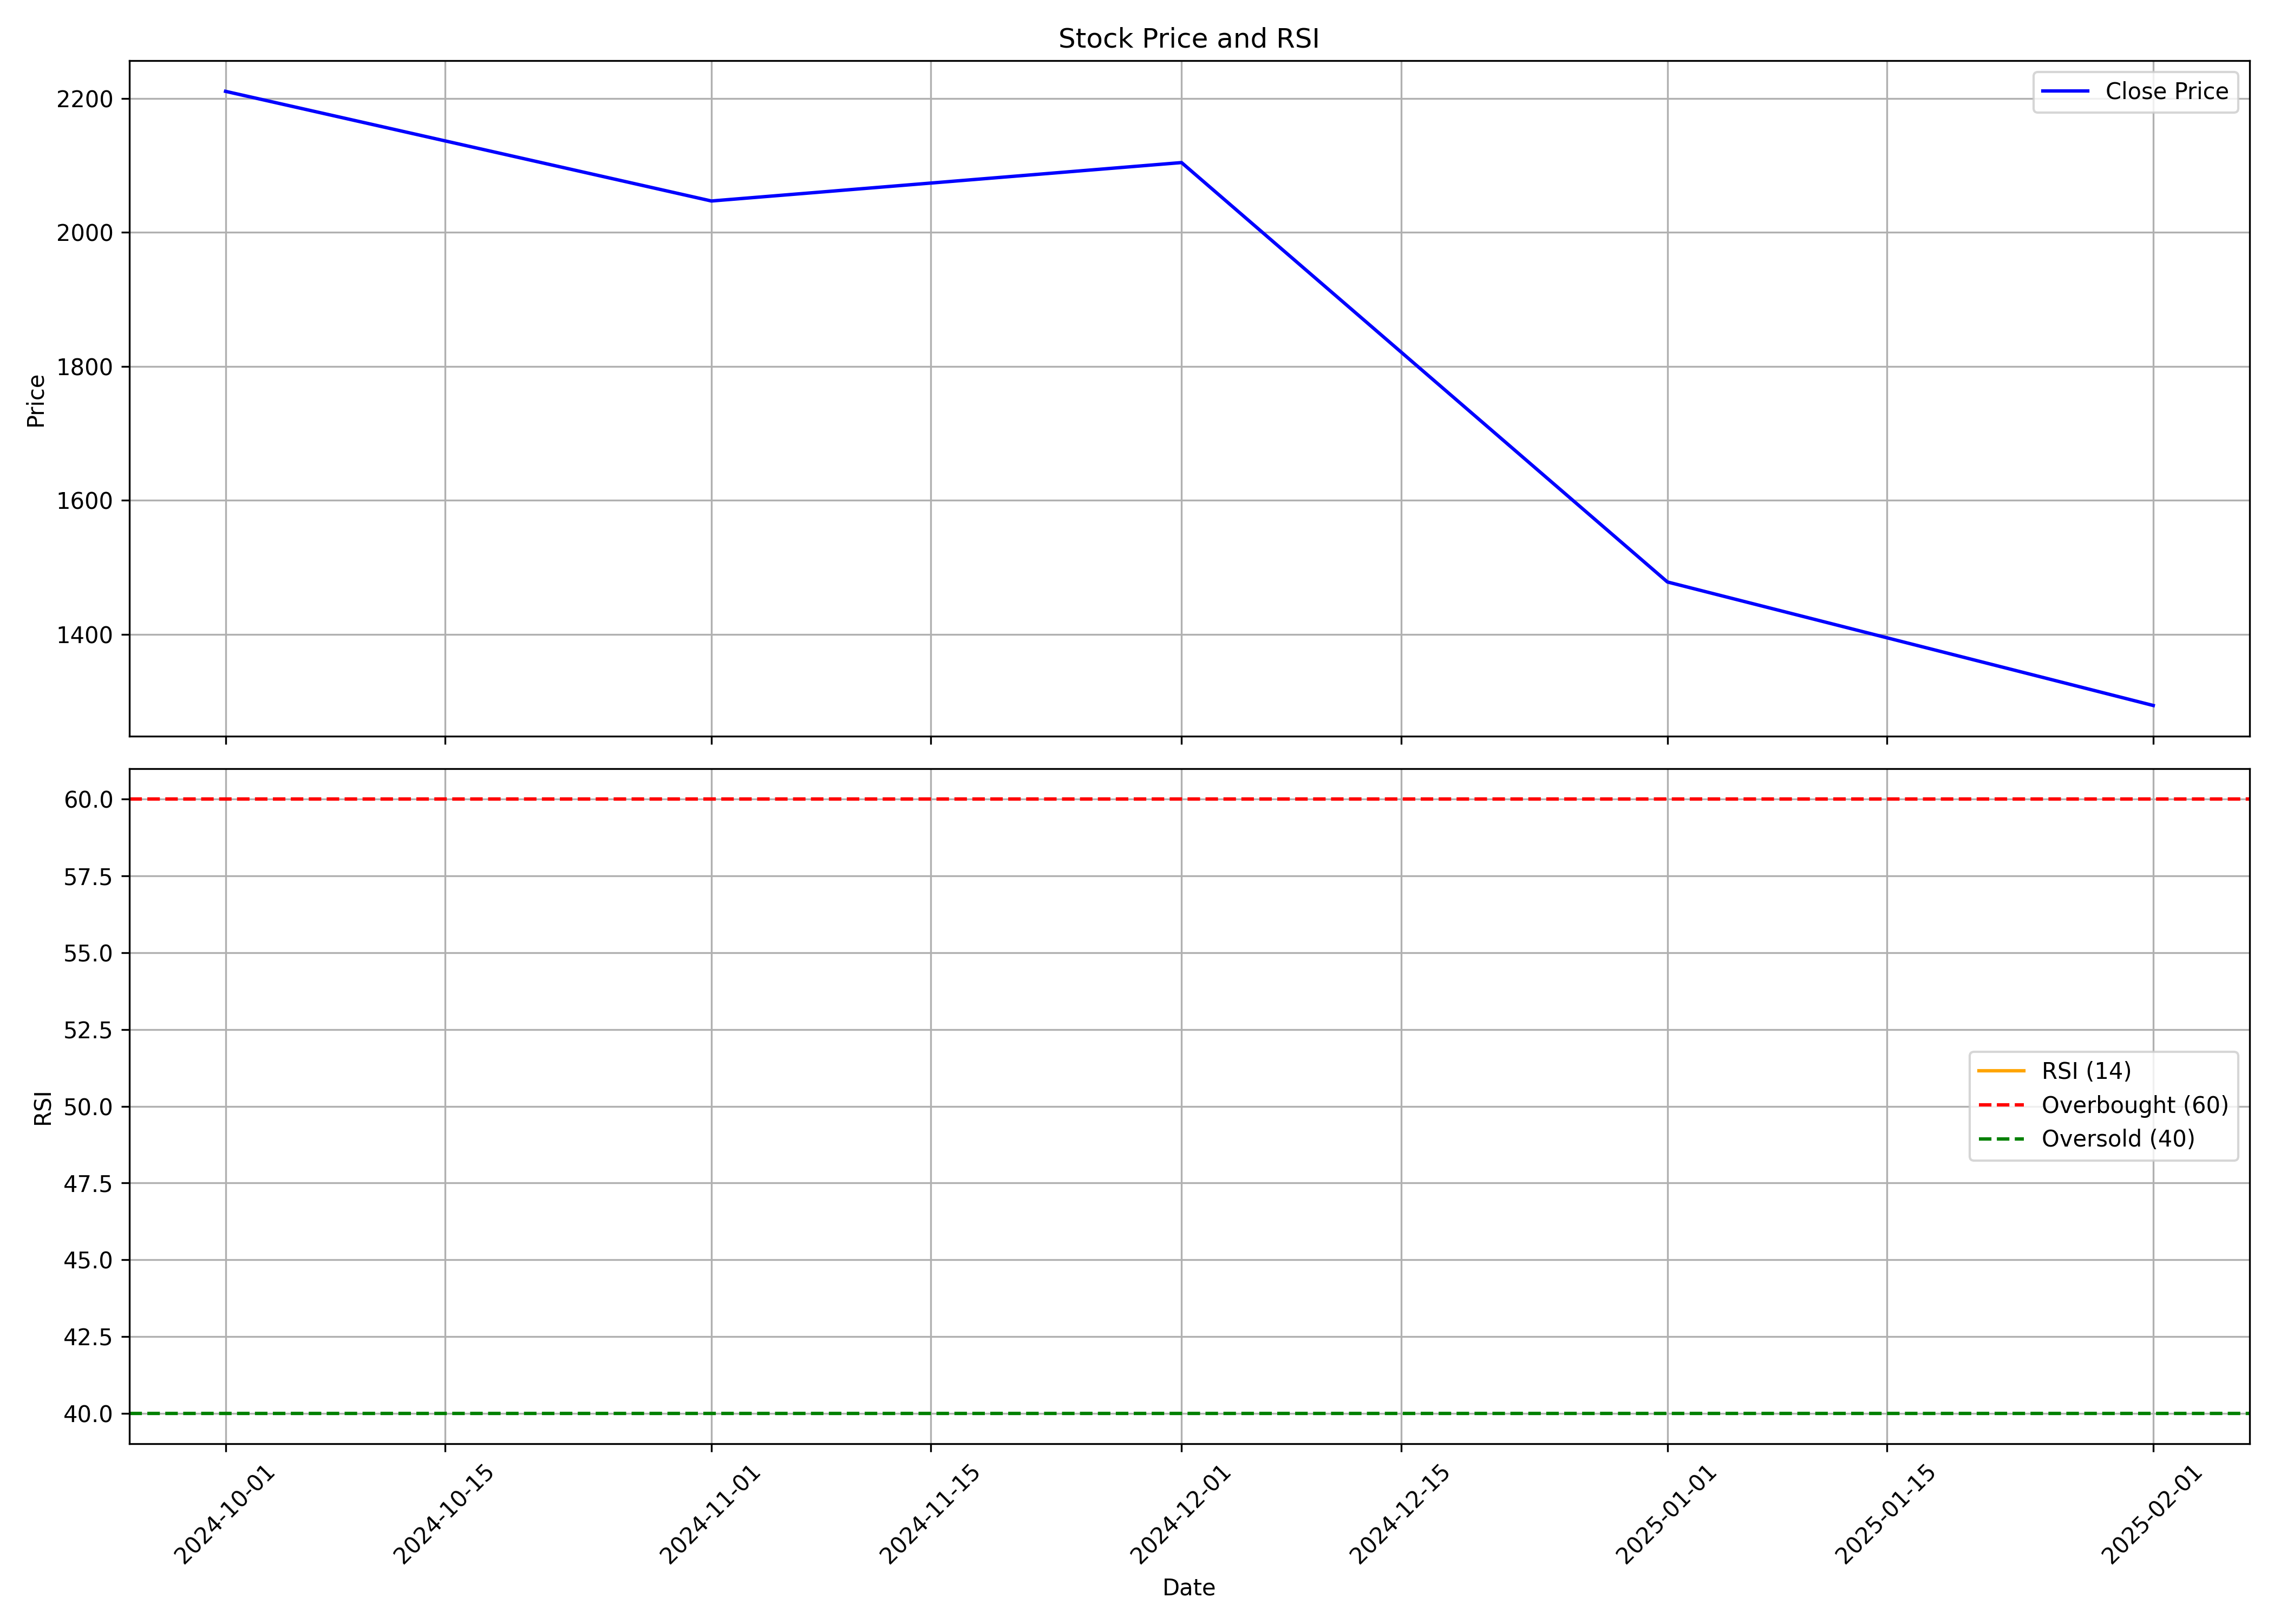 Stock Price and RSI
Close Price
2200
2000
1800
1600
1400
Price
60.0
57.5
55.0
52.5
50.0
47.5
45.0
42.5
40.0
RSI
RSI (14)
Overbought (60)
Oversold (40)
2024-10-01
2024-10-15
2024-11-01
2024-11-15
2024-12-01
2024-12-15
2025-01-01
2025-01-15
2025-02-01
Date